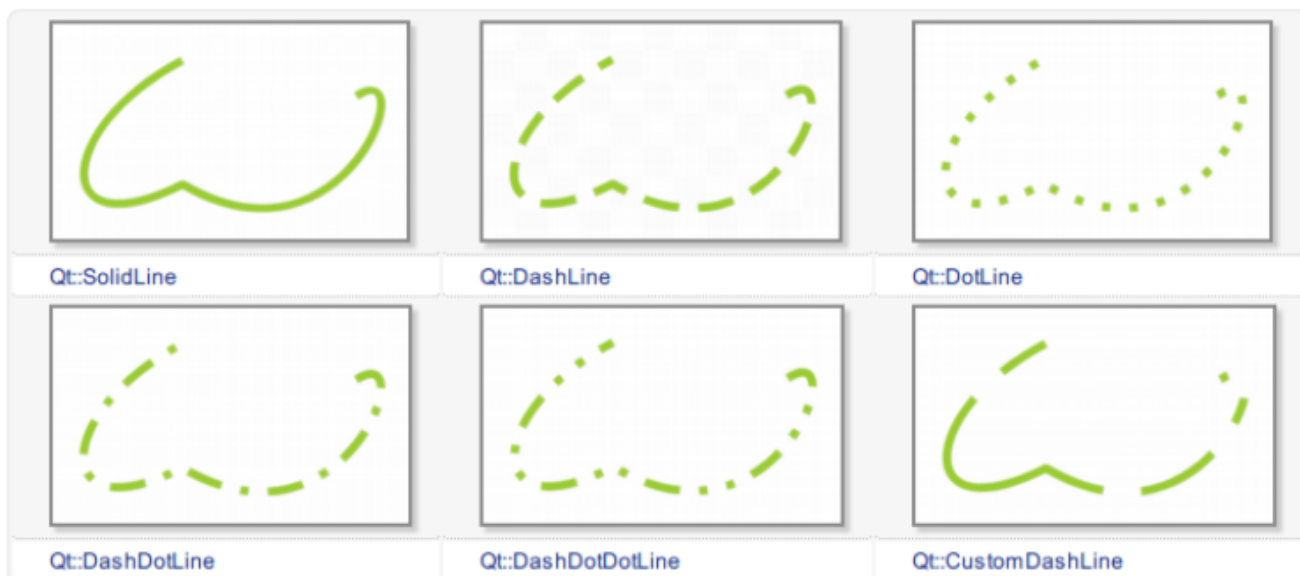 Qt::SolidLine
Qt::DashLine
Qt::DotLine
Qt::DashDotLine
Qt::DashDotDotLine
Qt::CustomDashLine